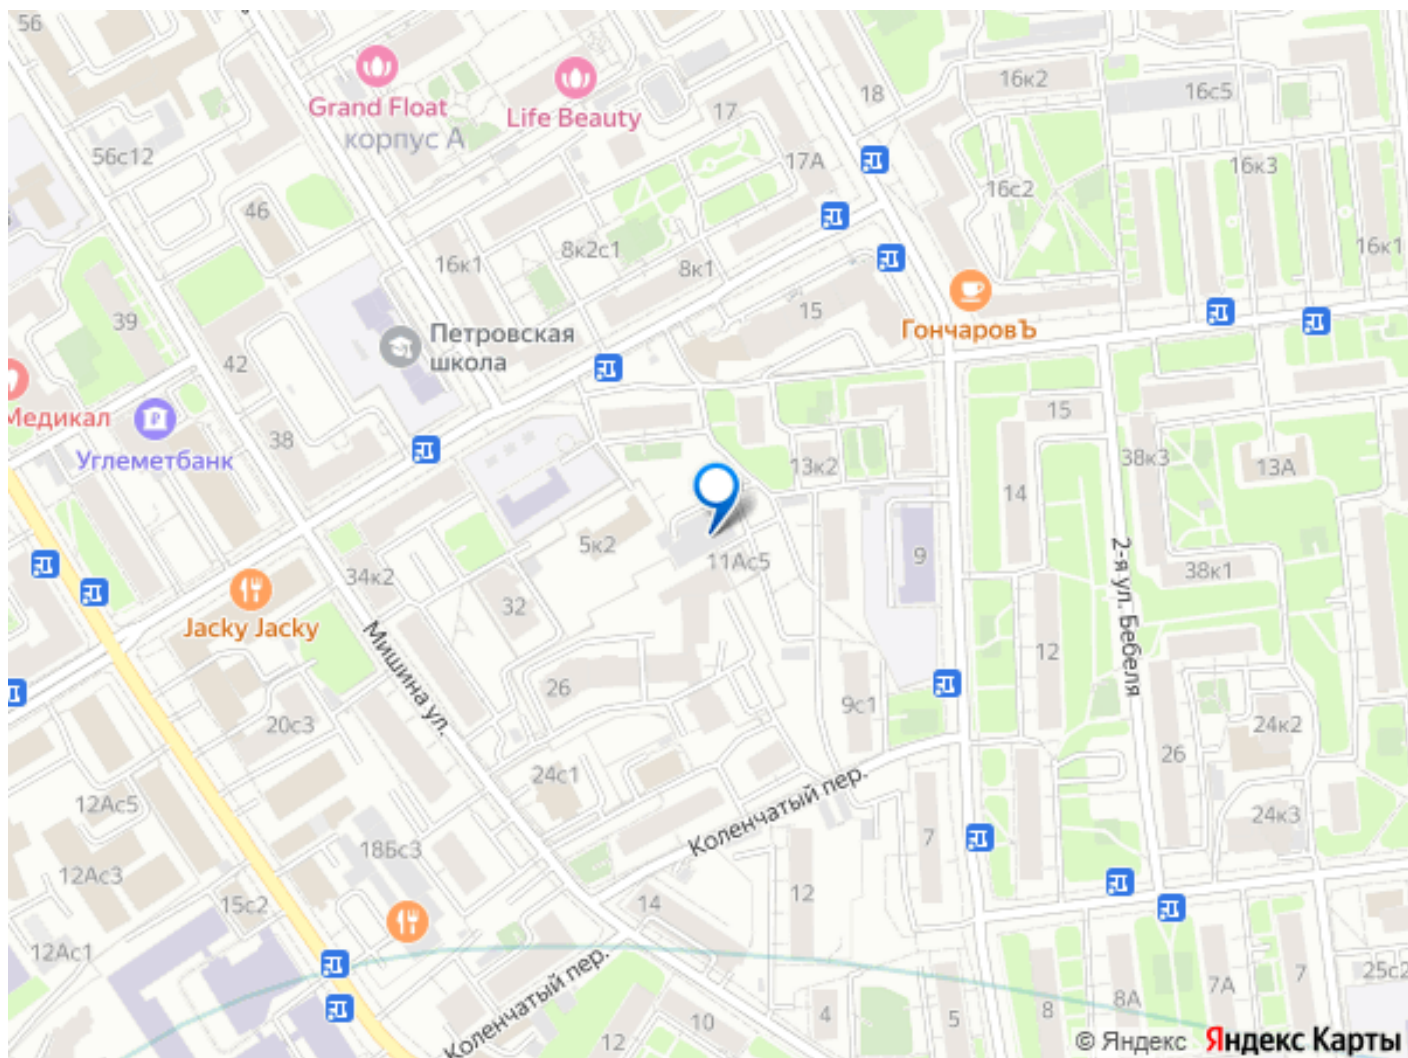 56
Grand Float
корпус А
Life Beauty
17
18
16к2
16с5
56с12
17А
16с2
16к3
46
8к2с1
16к1
8к1
16к1
39
15
Петровская
школа
ГончаровЪ
42
Медикал
Углеметбанк
38
15
13к2
38к3
13А
14
5к2
11Ас5
9
34к2
38к1
32
2-я ул. Бебеля
Jacky Jacky
Мишина ул.
12
26
9с1
20с3
24к2
26
24с1
12Ас5
Коленчатый пер.
24к3
18Бс3
7
12Ас3
15с2
14
12
12Ас1
Коленчатый пер.
25с2
7
7А
8А
8
5
4
10
12
© Яндекс Яндекс Карты